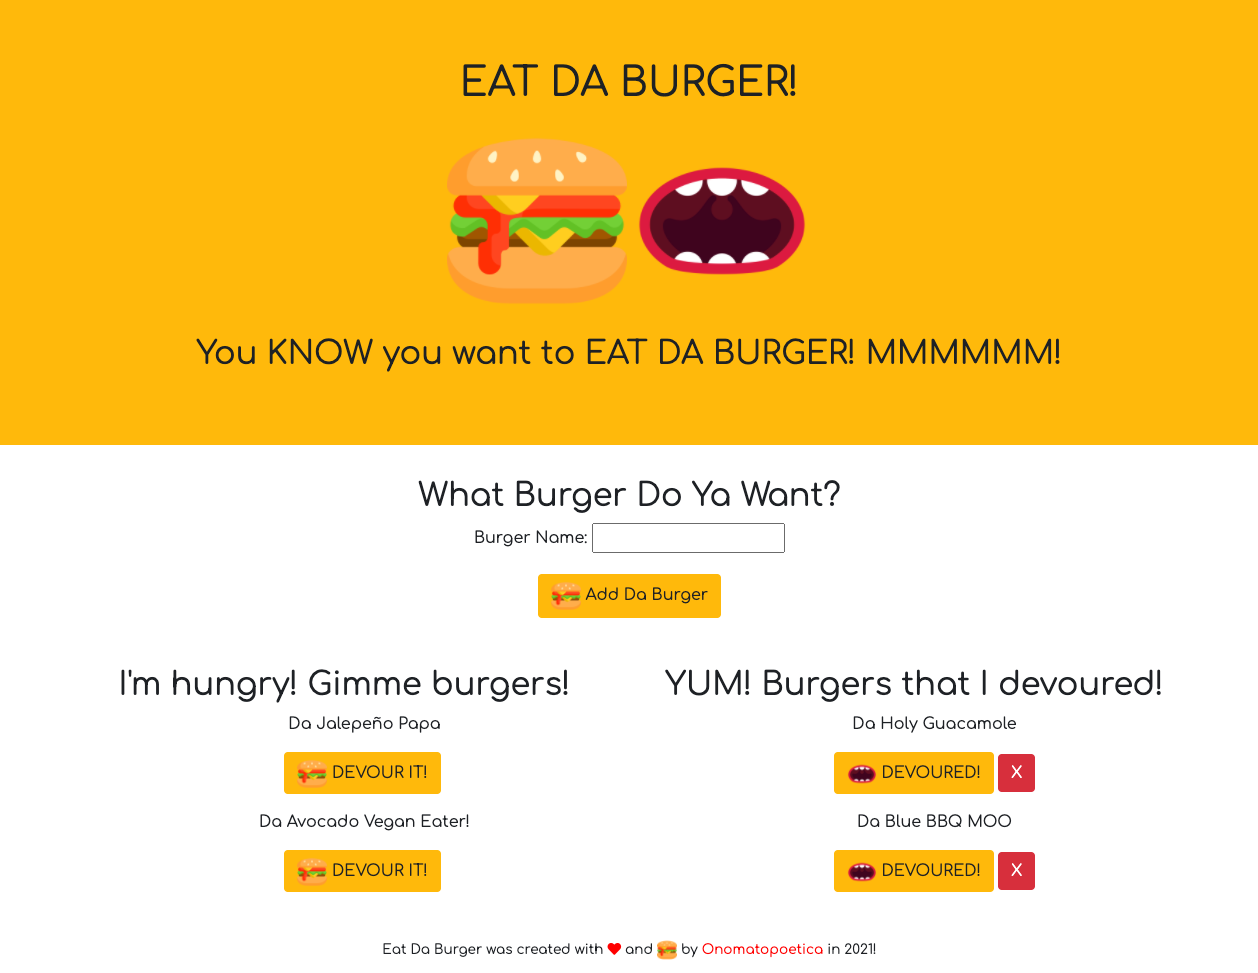 EAT DA BURGER!
You KNOW you want to EAT DA BURGER! MMMMMM!
What Burger Do Ya Want?
Burger Name:
Add Da Burger
I'm hungry! Gimme burgers!
Da Jalepeño Papa
DEVOUR IT!
Da Avocado Vegan Eater!
DEVOUR IT!
YUM! Burgers that I devoured!
Da Holy Guacamole
DEVOURED! X
Da Blue BBQ MOO
DEVOURED! X
Eat Da Burger was created with and by Onomatopoetica in 2021!